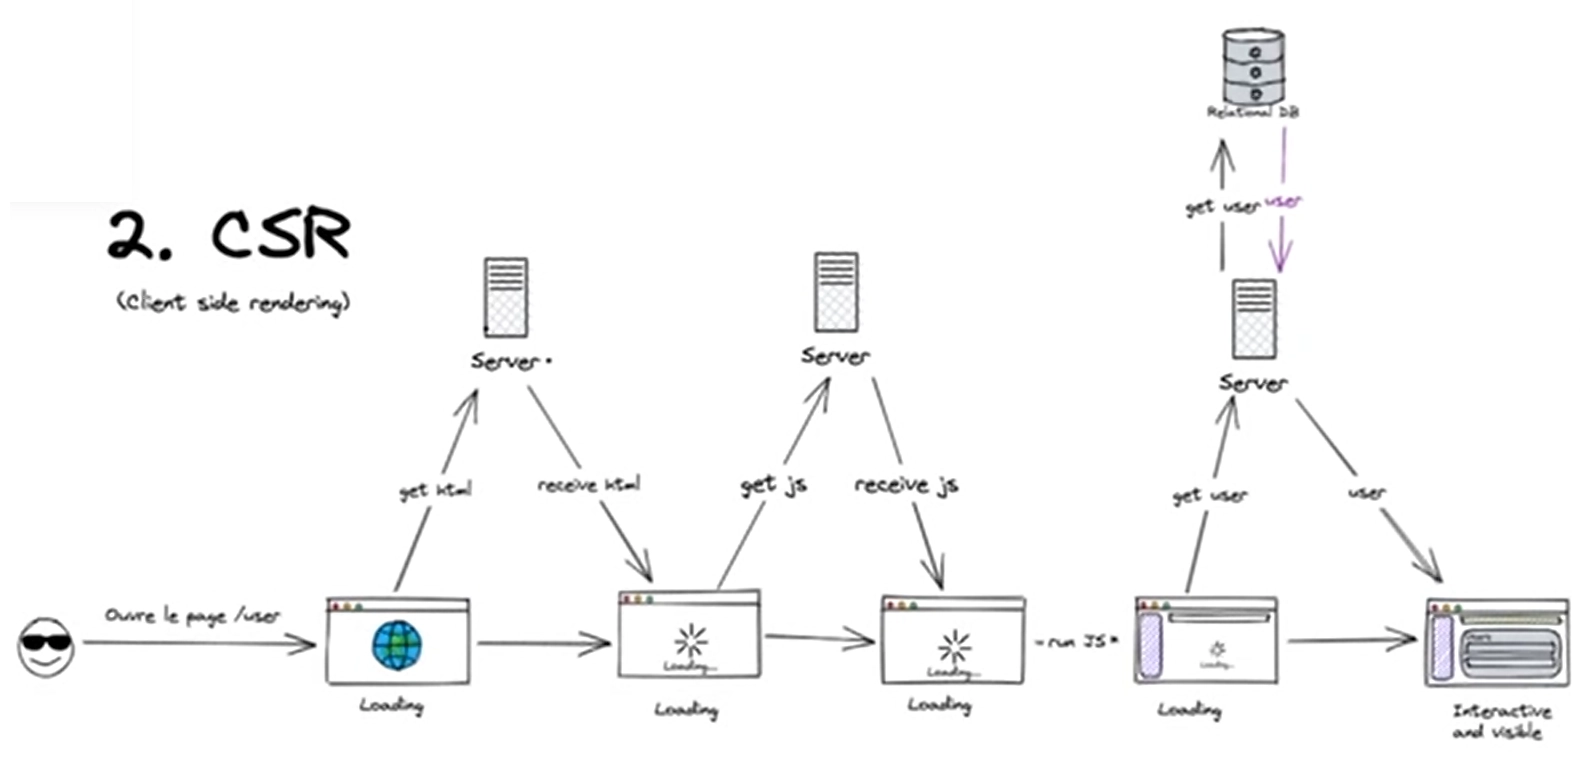 2. CSR
(Client side rendering)
Relational DB
get user
user
Server
Server
Server
get html
receive html
get js
receive js
get user
user
Ouvre le page /user
Loading...
Loading...
-run JS*
Loading...
Users
Loading
Loading
Loading
Loading
Interactive
and visible